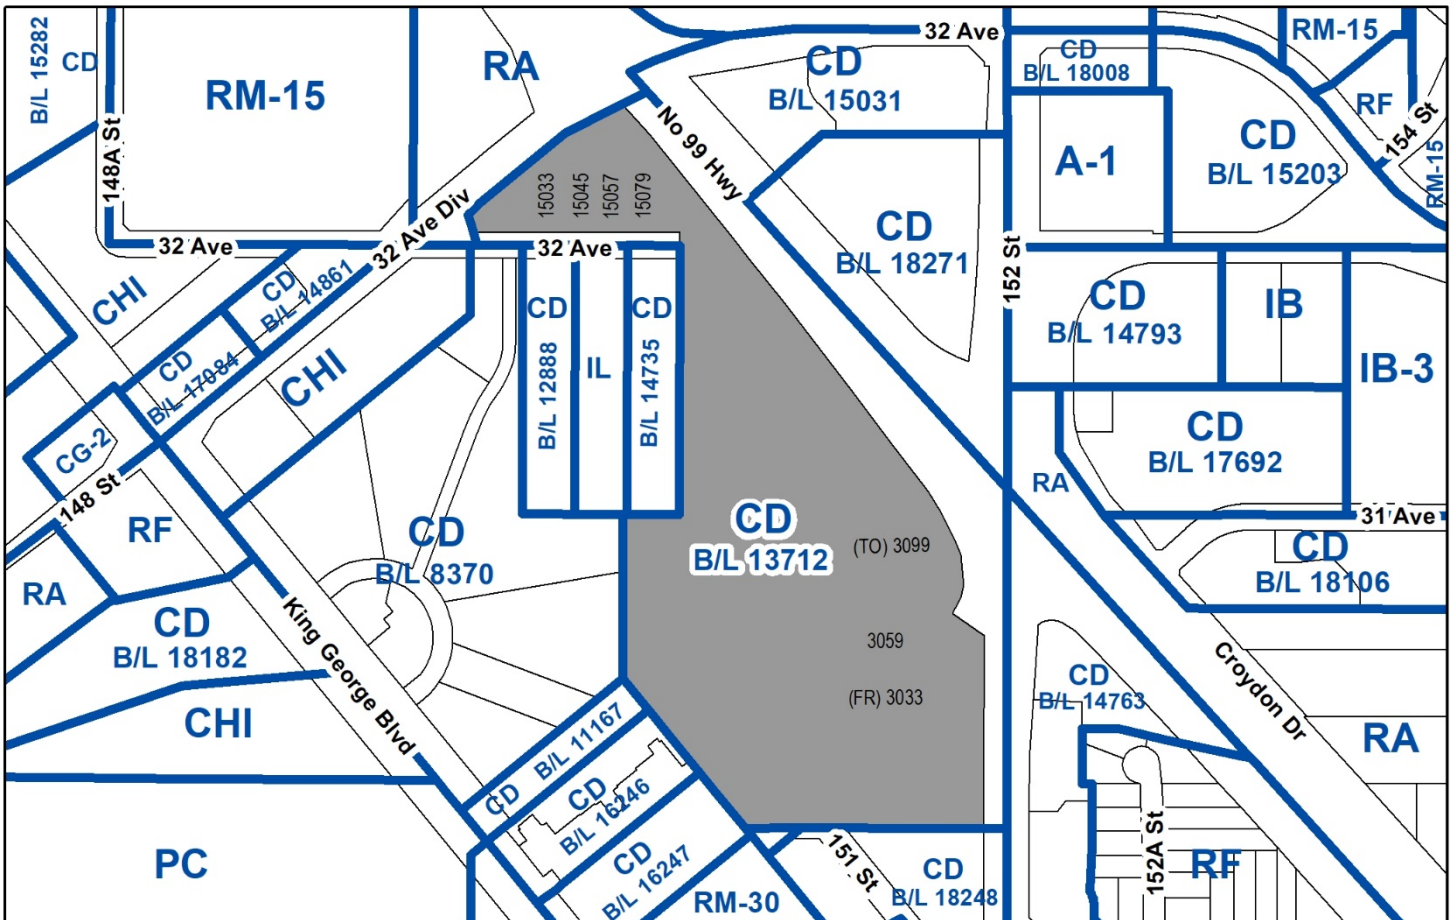 B/L 15282
CD
148A St
RM-15
RA
32 Ave
CD
B/L 15031
CD
B/L 18008
RM-15
RF
154 St
RM-15
No 99 Hwy
A-1
CD
B/L 15203
15033
15045
15057
15079
32 Ave
32 Ave Div
32 Ave
CD
B/L 18271
152 St
CHI
CD
B/L 14861
CD
B/L 17084
CHI
CD
B/L 12888
IL
CD
B/L 14735
CD
B/L 14793
IB
IB-3
CG-2
148 St
RF
RA
CD
B/L 8370
CD
B/L 13712
(TO) 3099
3059
(FR) 3033
RA
CD
B/L 17692
31 Ave
CD
B/L 18106
CD
B/L 18182
CHI
King George Blvd
CD
B/L 11167
CD
B/L 16246
CD
B/L 16247
CD
B/L 14763
Croydon Dr
RA
PC
RM-30
151 St
CD
B/L 18248
152A St
RF